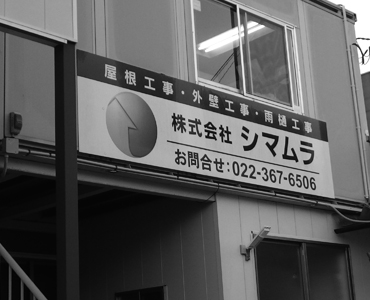 屋根工事・外壁工事・雨樋工事
株式会社 シマムラ
お問合せ:022-367-6506